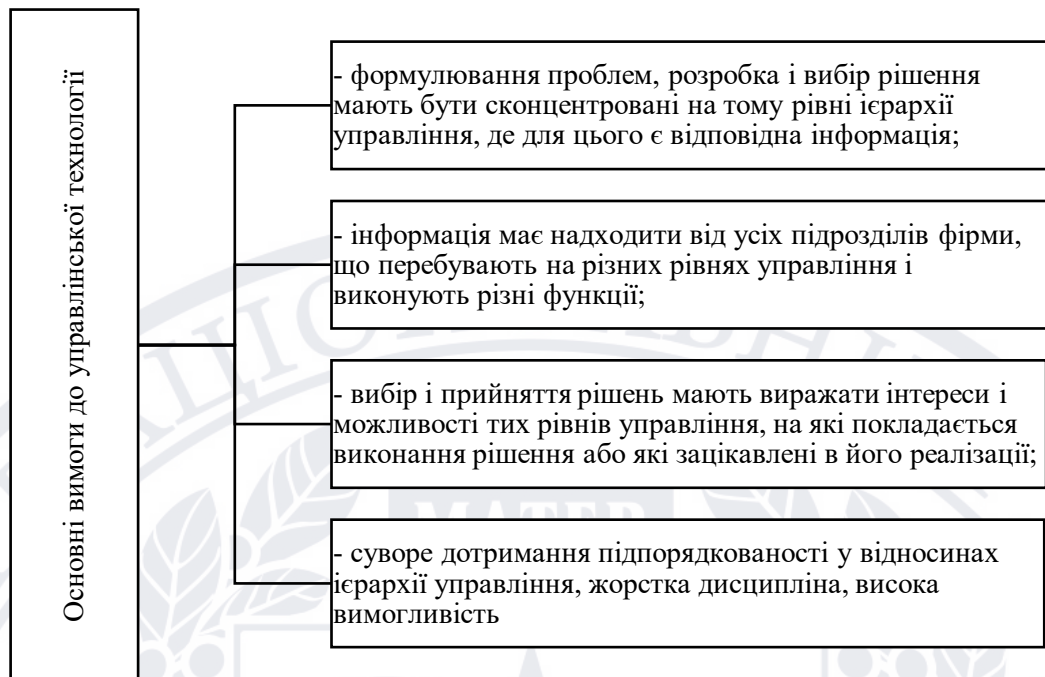 Основні вимоги до управлінської технології
- формулювання проблем, розробка і вибір рішення
мають бути сконцентровані на тому рівні ієрархії
управління, де для цього є відповідна інформація;
- інформація має надходити від усіх підрозділів фірми,
що перебувають на різних рівнях управління і
виконують різні функції;
- вибір і прийняття рішень мають виражати інтереси і
можливості тих рівнів управління, на які покладається
виконання рішення або які зацікавлені в його реалізації;
- суворе дотримання підпорядкованості у відносинах
ієрархії управління, жорстка дисципліна, висока
вимогливість